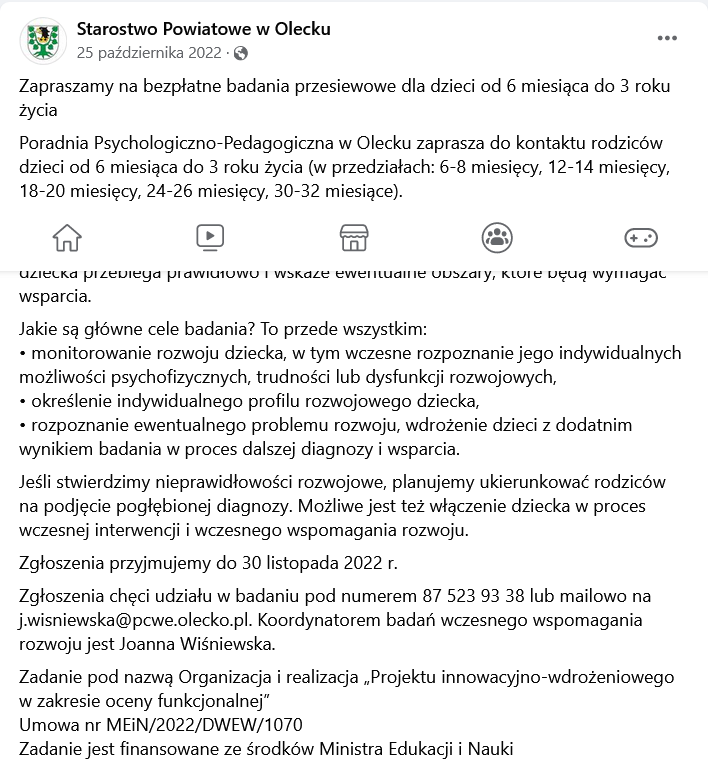 Starostwo Powiatowe w Olecku
25 października 2022 ·
Zapraszamy na bezpłatne badania przesiewowe dla dzieci od 6 miesiąca do 3 roku
życia
Poradnia Psychologiczno-Pedagogiczna w Olecku zaprasza do kontaktu rodziców
dzieci od 6 miesiąca do 3 roku życia (w przedziałach: 6-8 miesięcy, 12-14 miesięcy,
18-20 miesięcy, 24-26 miesięcy, 30-32 miesiące).
dziecka przebiega prawidłowo i wskaże ewentualne obszary, które będą wymagać
wsparcia.
Jakie są główne cele badania? To przede wszystkim:
• monitorowanie rozwoju dziecka, w tym wczesne rozpoznanie jego indywidualnych
możliwości psychofizycznych, trudności lub dysfunkcji rozwojowych,
• określenie indywidualnego profilu rozwojowego dziecka,
• rozpoznanie ewentualnego problemu rozwoju, wdrożenie dzieci z dodatnim
wynikiem badania w proces dalszej diagnozy i wsparcia.
Jeśli stwierdzimy nieprawidłowości rozwojowe, planujemy ukierunkować rodziców
na podjęcie pogłębionej diagnozy. Możliwe jest też włączenie dziecka w proces
wczesnej interwencji i wczesnego wspomagania rozwoju.
Zgłoszenia przyjmujemy do 30 listopada 2022 r.
Zgłoszenia chęci udziału w badaniu pod numerem 87 523 93 38 lub mailowo na
j.wisniewska@pcwe.olecko.pl. Koordynatorem badań wczesnego wspomagania
rozwoju jest Joanna Wiśniewska.
Zadanie pod nazwą Organizacja i realizacja „Projektu innowacyjno-wdrożeniowego
w zakresie oceny funkcjonalnej”
Umowa nr MEiN/2022/DWEW/1070
Zadanie jest finansowane ze środków Ministra Edukacji i Nauki